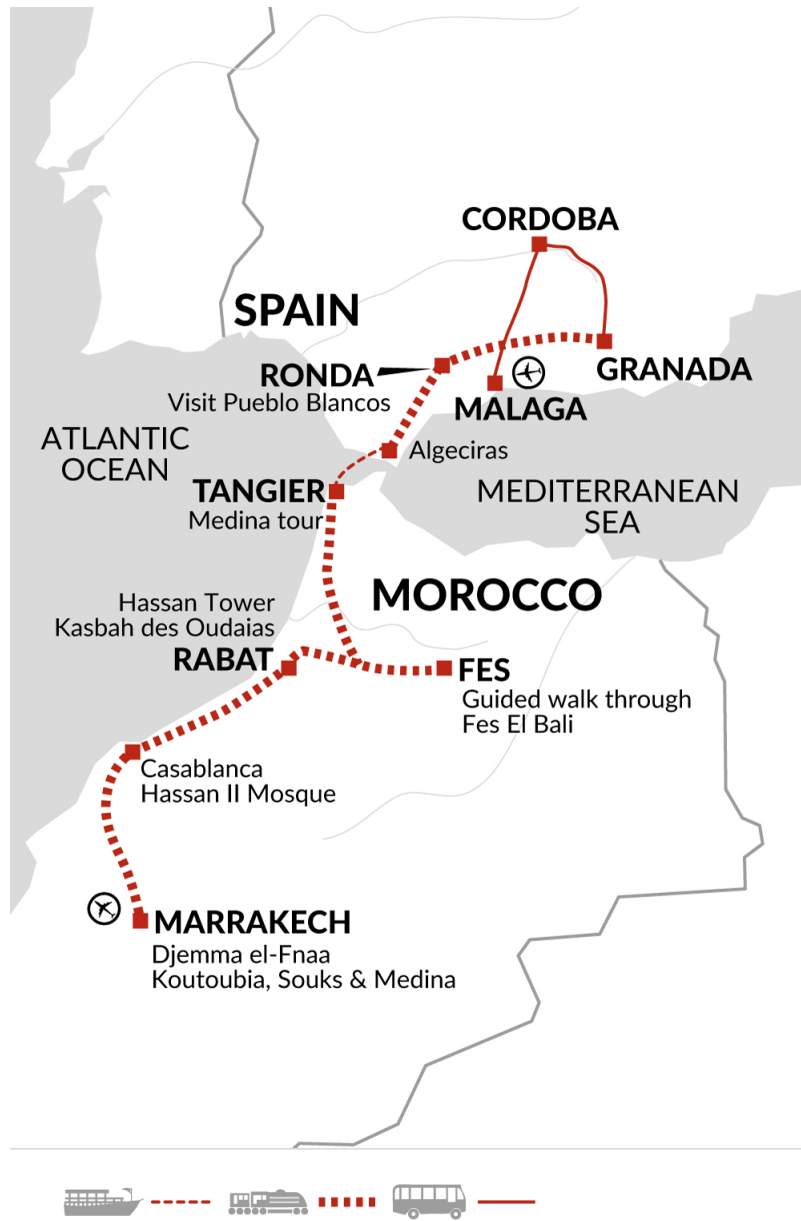 CORDOBA
SPAIN
RONDA
Visit Pueblo Blancos
GRANADA
MALAGA
ATLANTIC
OCEAN
Algeciras
TANGIER
Medina tour
MEDITERRANEAN
SEA
MOROCCO
Hassan Tower
Kasbah des Oudaias
RABAT
FES
Guided walk through
Fes El Bali
Casablanca
Hassan II Mosque
MARRAKECH
Djemma el-Fnaa
Koutoubia, Souks & Medina